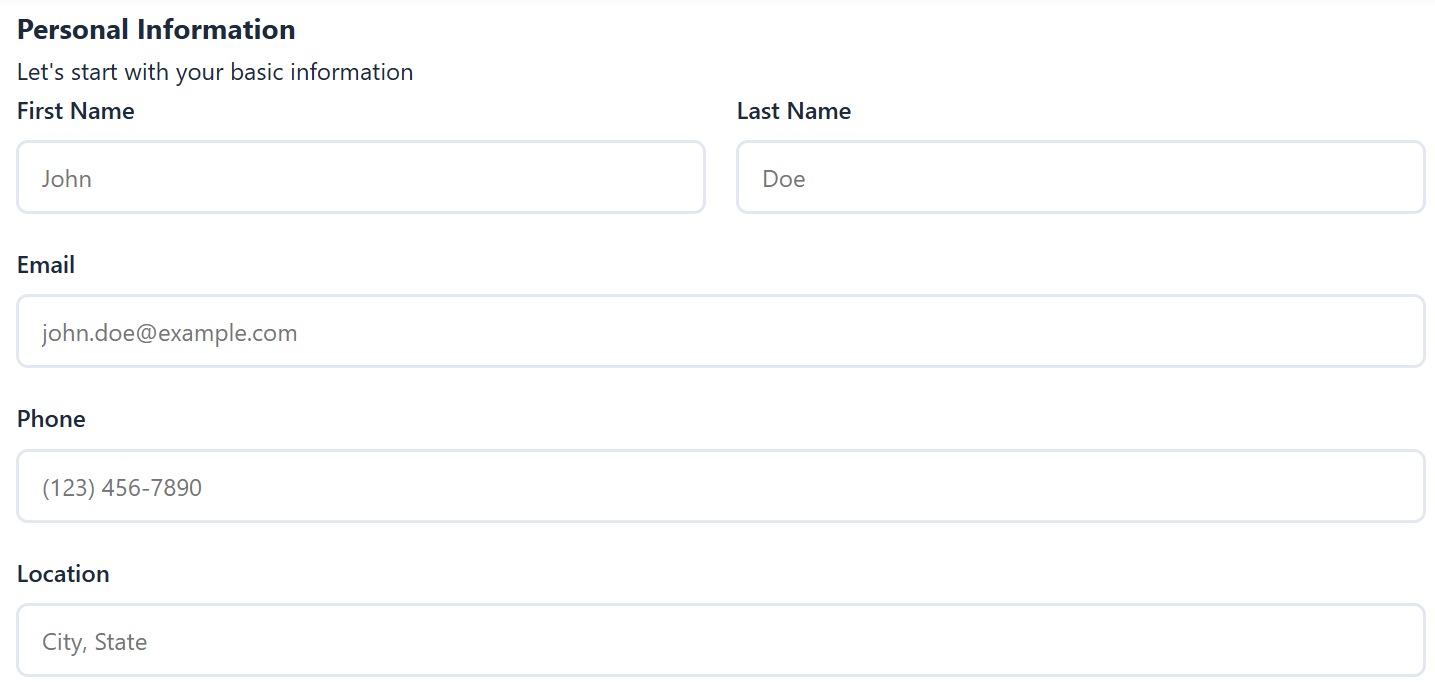 Personal Information
Let's start with your basic information
First Name
Last Name
John
Doe
Email
john.doe@example.com
Phone
(123) 456-7890
Location
City, State